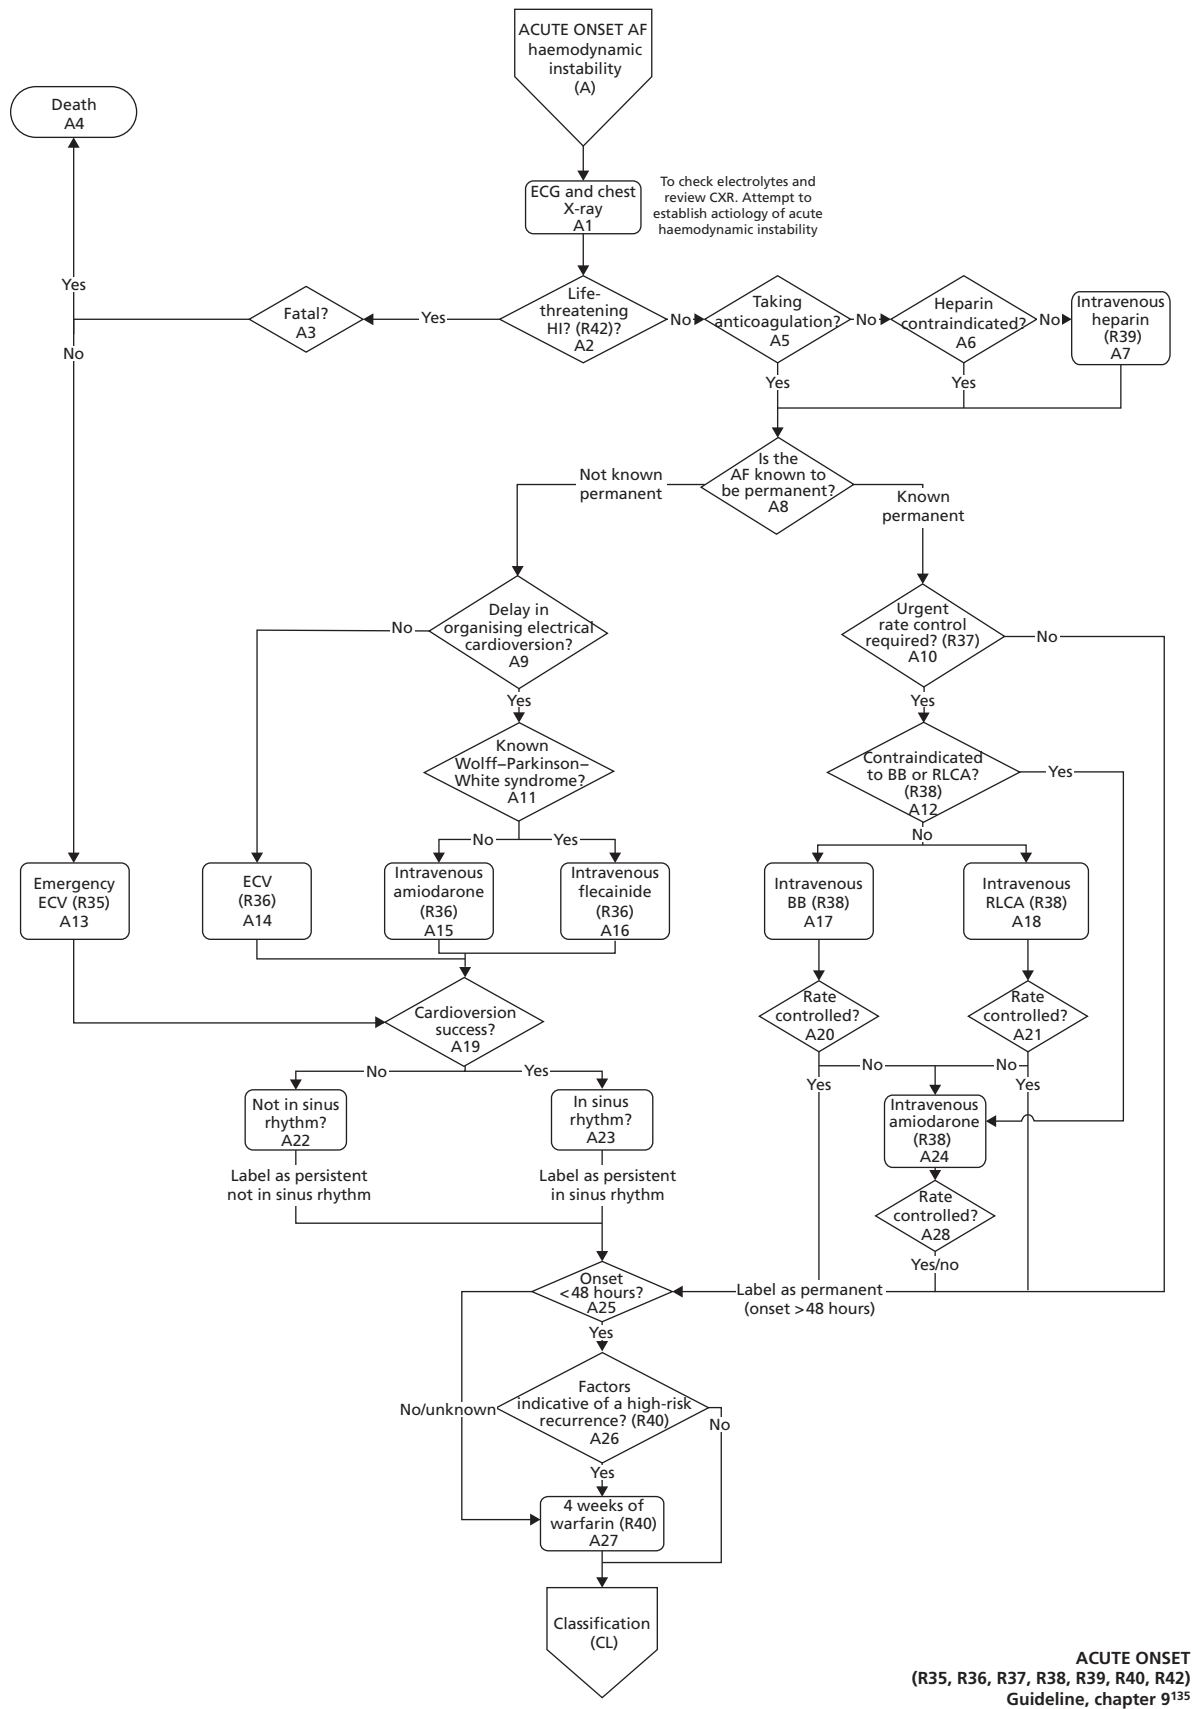 ACUTE ONSET AF
haemodynamic
instability
(A)
Death
A4
ECG and chest
X-ray
A1
To check electrolytes and
review CXR. Attempt to
establish actiology of acute
haemodynamic instability
Yes
No
Fatal?
A3
Yes
Life-
threatening
HI? (R42)?
A2
No
Taking
anticoagulation?
A5
No
Heparin
contraindicated?
A6
No
Intravenous
heparin
(R39)
A7
Yes
Yes
Is the
AF known to
be permanent?
A8
Not known
permanent
Known
permanent
Delay in
organising electrical
cardioversion?
A9
No
Yes
Urgent
rate control
required? (R37)
A10
No
Yes
Known
Wolff–Parkinson–
White syndrome?
A11
No
Yes
Contraindicated
to BB or RLCA?
(R38)
A12
Yes
No
Emergency
ECV (R35)
A13
ECV
(R36)
A14
Intravenous
amiodarone
(R36)
A15
Intravenous
flecainide
(R36)
A16
Intravenous
BB (R38)
A17
Intravenous
RLCA (R38)
A18
Cardioversion
success?
A19
No
Yes
Rate
controlled?
A20
Rate
controlled?
A21
Yes
No
No
Yes
Not in sinus
rhythm?
A22
In sinus
rhythm?
A23
Intravenous
amiodarone
(R38)
A24
Label as persistent
not in sinus rhythm
Label as persistent
in sinus rhythm
Rate
controlled?
A28
Yes/no
Onset
<48 hours?
A25
Label as permanent
(onset >48 hours)
Yes
No/unknown
Factors
indicative of a high-risk
recurrence? (R40)
A26
No
Yes
4 weeks of
warfarin (R40)
A27
Classification
(CL)
ACUTE ONSET
(R35, R36, R37, R38, R39, R40, R42)
Guideline, chapter 9135